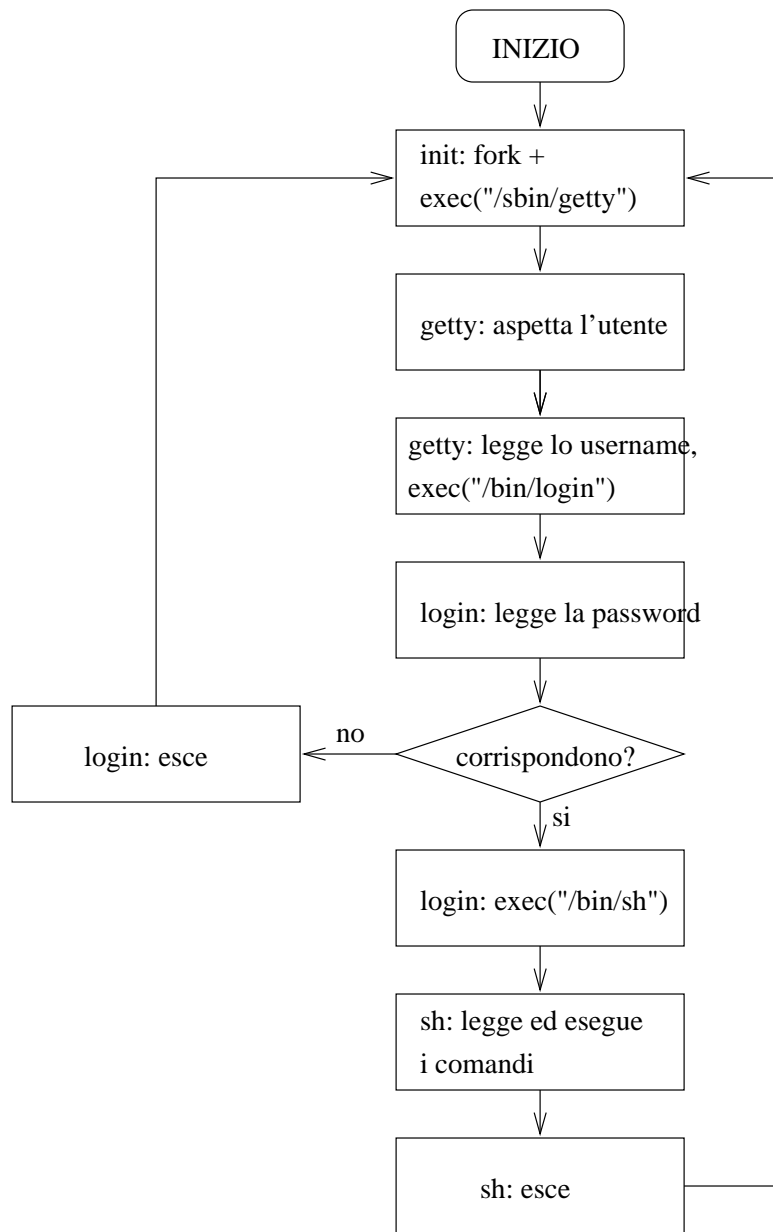 INIZIO
init: fork +
exec("/sbin/getty")
getty: aspetta l'utente
getty: legge lo username,
exec("/bin/login")
login: legge la password
corrispondono?
no
login: esce
si
login: exec("/bin/sh")
sh: legge ed esegue
i comandi
sh: esce